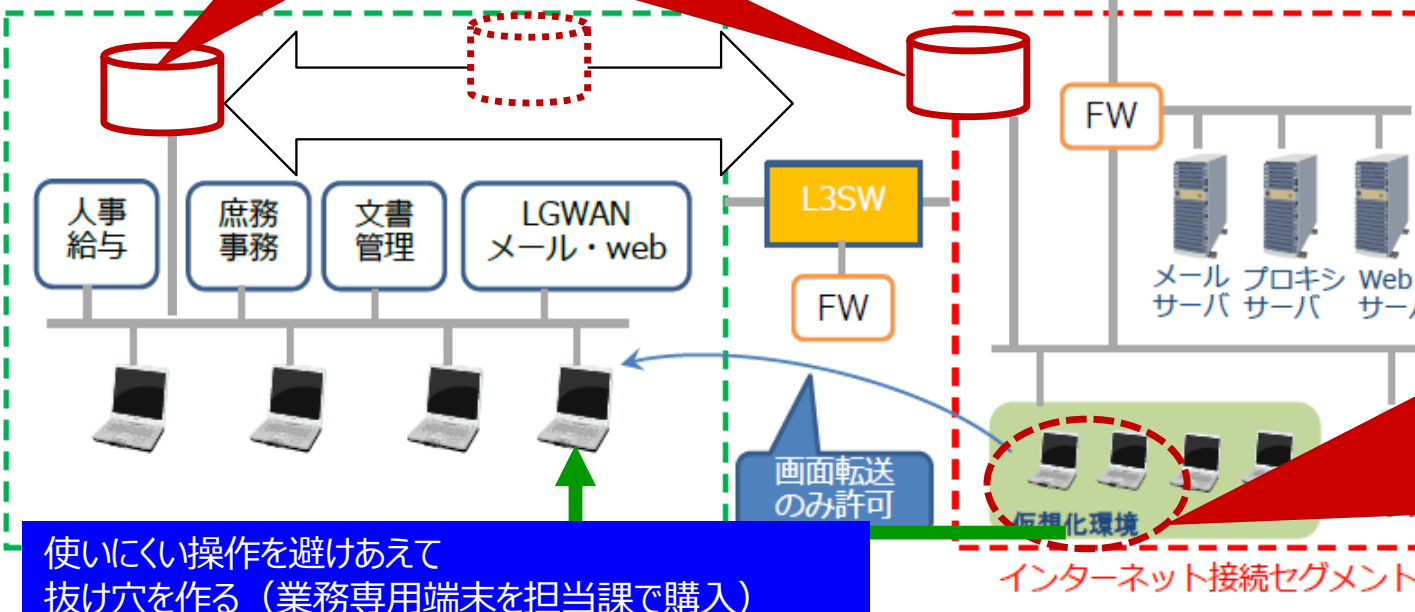 FW
人事
給与
庶務
事務
文書
管理
LGWAN
メール・web
L3SW
FW
メール
サーバ
プロキシ
サーバ
Web
画面転送
のみ許可
仮想化環境
使いにくい操作を避けあえて
抜け穴を作る（業務専用端末を担当課で購入）
インターネット接続セグメント